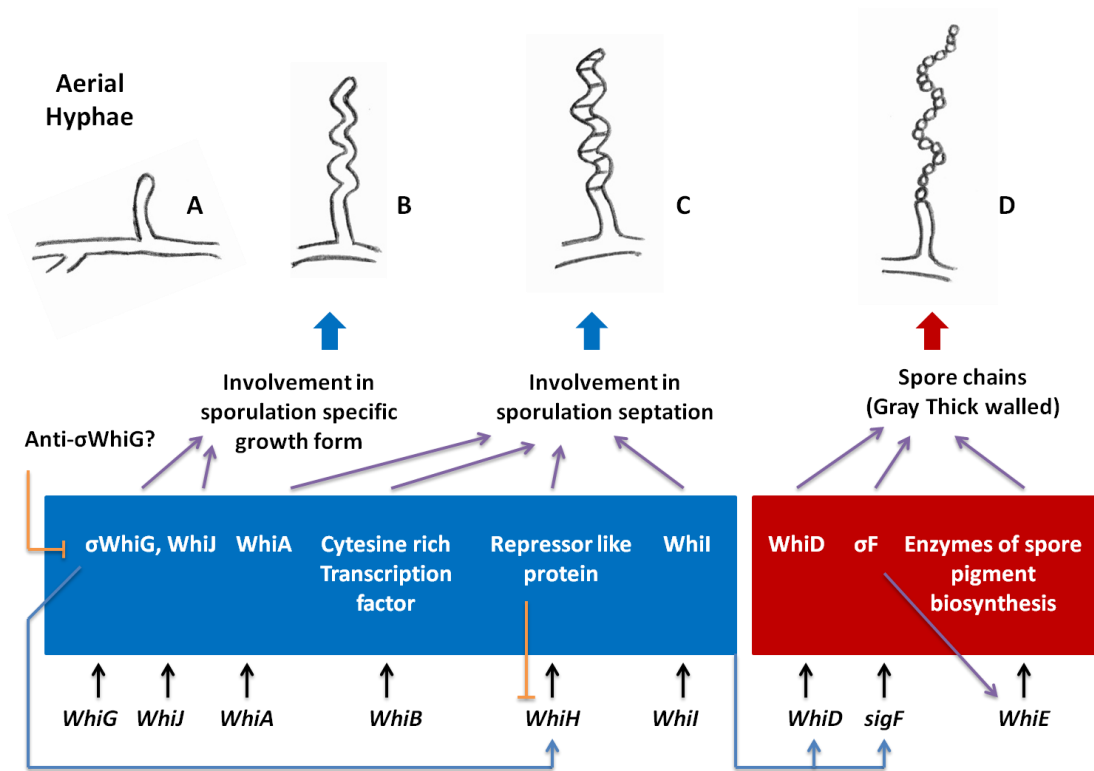 Aerial
Hyphae
A
B
C
D
Involvement in
sporulation specific
growth form
Involvement in
sporulation septation
Spore chains
(Gray Thick walled)
Anti-σWhiG?
σWhiG, WhiJ
WhiA
Cytesine rich
Transcription
factor
Repressor like
protein
WhiI
WhiD
σF
Enzymes of spore
pigment
biosynthesis
WhiG
WhiJ
WhiA
WhiB
WhiH
WhiI
WhiD
sigF
WhiE